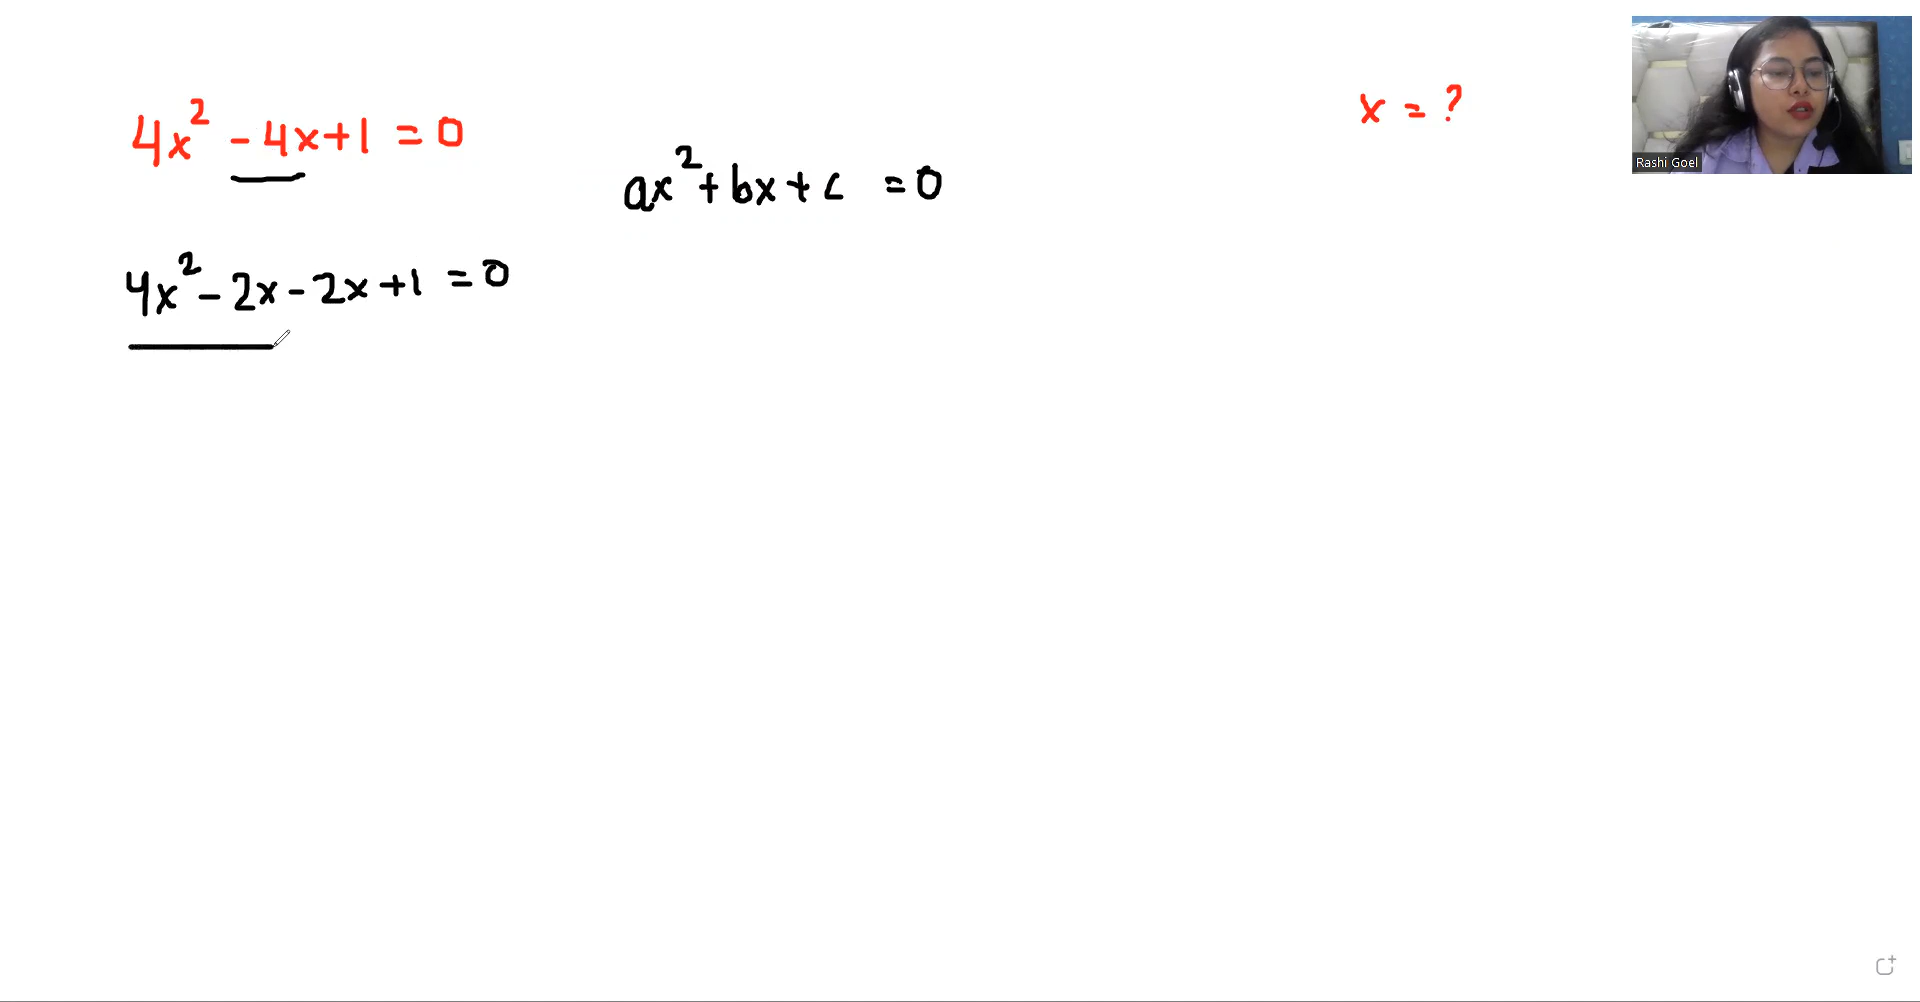 4x² - 4x + 1 = 0
x = ?
Rashi Goel
ax² + bx + c = 0
4x² - 2x - 2x + 1 = 0